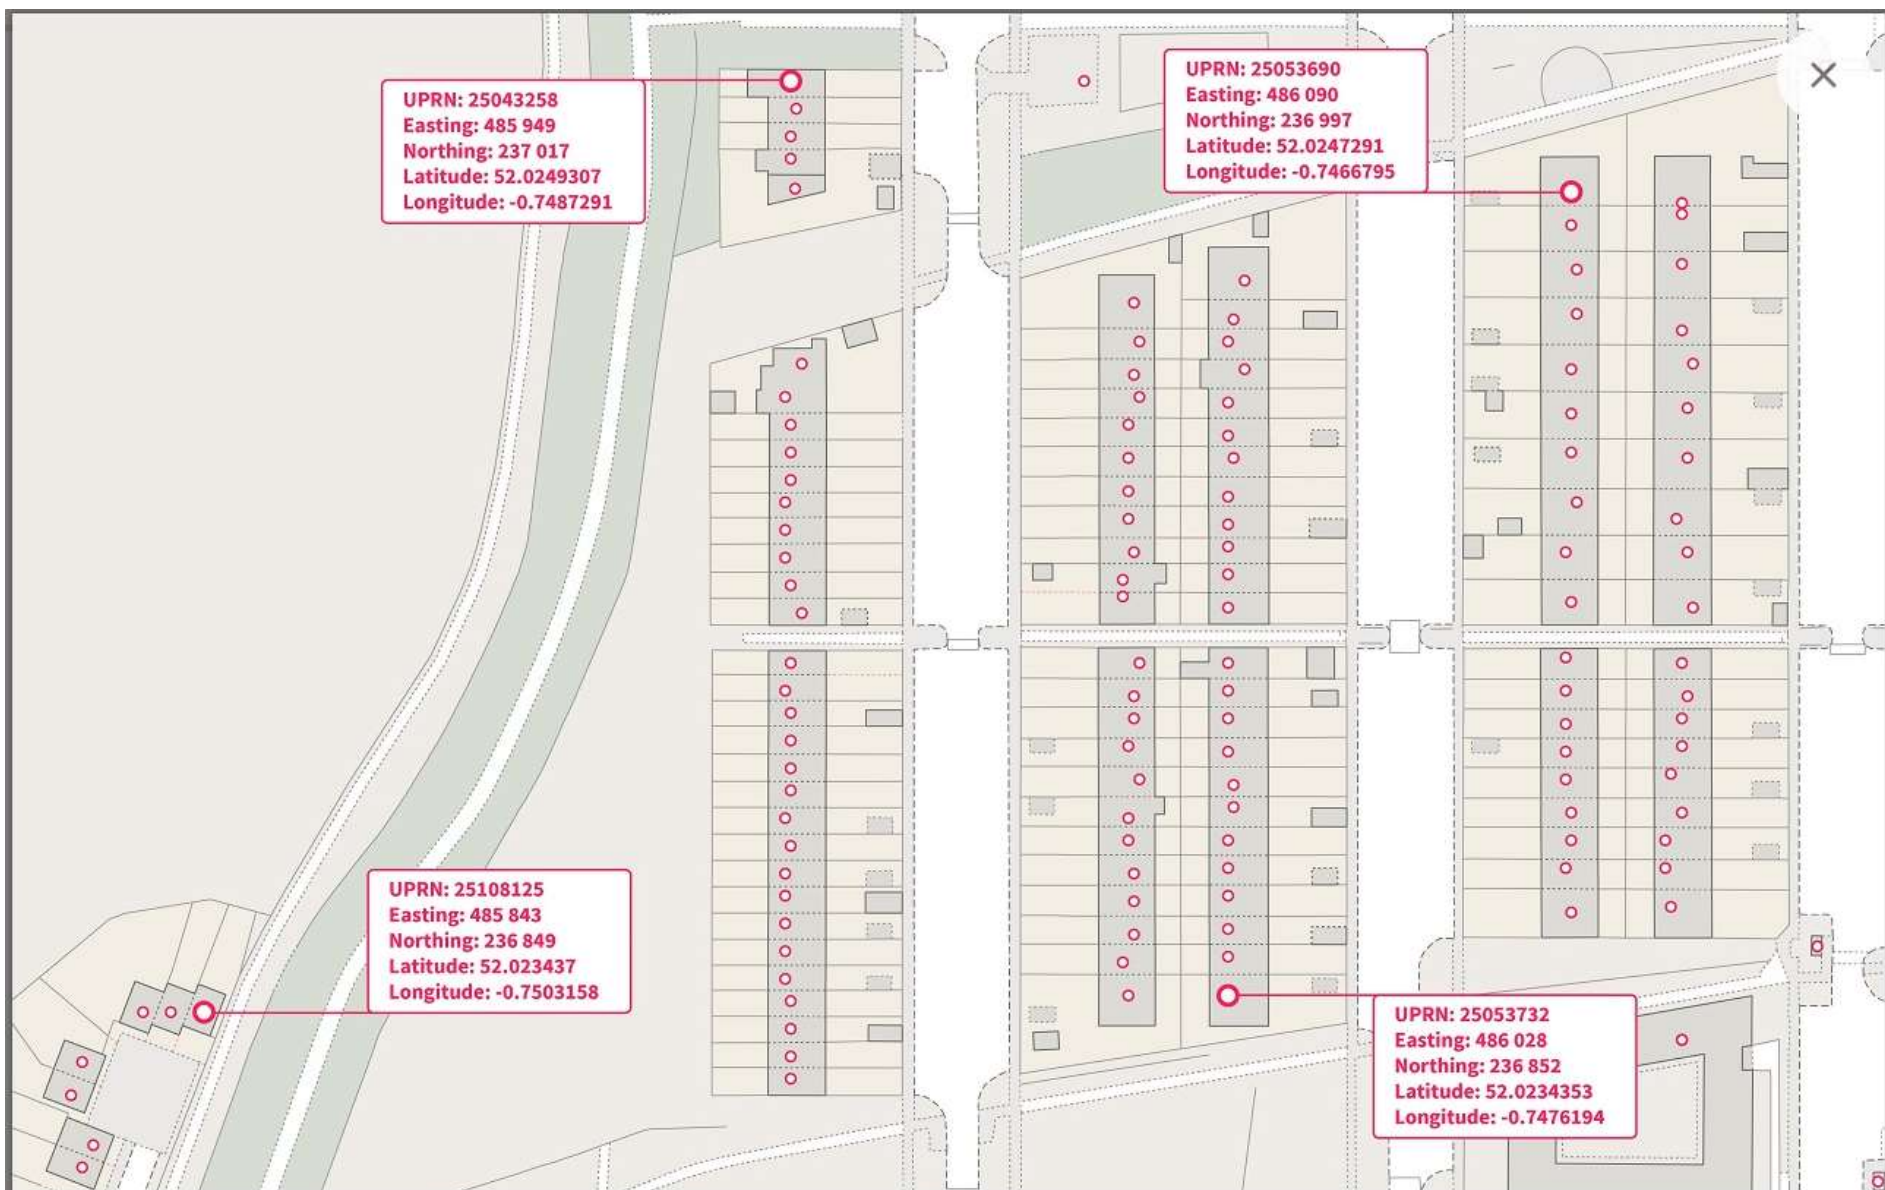 UPRN: 25043258
Easting: 485 949
Northing: 237 017
Latitude: 52.0249307
Longitude: -0.7487291
UPRN: 25053690
Easting: 486 090
Northing: 236 997
Latitude: 52.0247291
Longitude: -0.7466795
UPRN: 25108125
Easting: 485 843
Northing: 236 849
Latitude: 52.023437
Longitude: -0.7503158
UPRN: 25053732
Easting: 486 028
Northing: 236 852
Latitude: 52.0234353
Longitude: -0.7476194